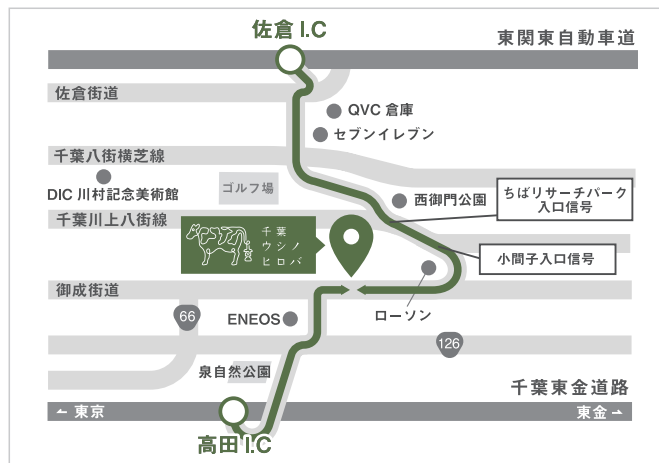 佐倉 I.C
東関東自動車道
佐倉街道
QVC 倉庫
セブンイレブン
千葉八街横芝線
DIC 川村記念美術館
ゴルフ場
西御門公園
ちばリサーチパーク
入口信号
千葉川上八街線
千葉
ウシノ
ヒロバ
小間子入口信号
御成街道
ローソン
66
ENEOS
126
泉自然公園
千葉東金道路
← 東京
東金 →
高田 I.C